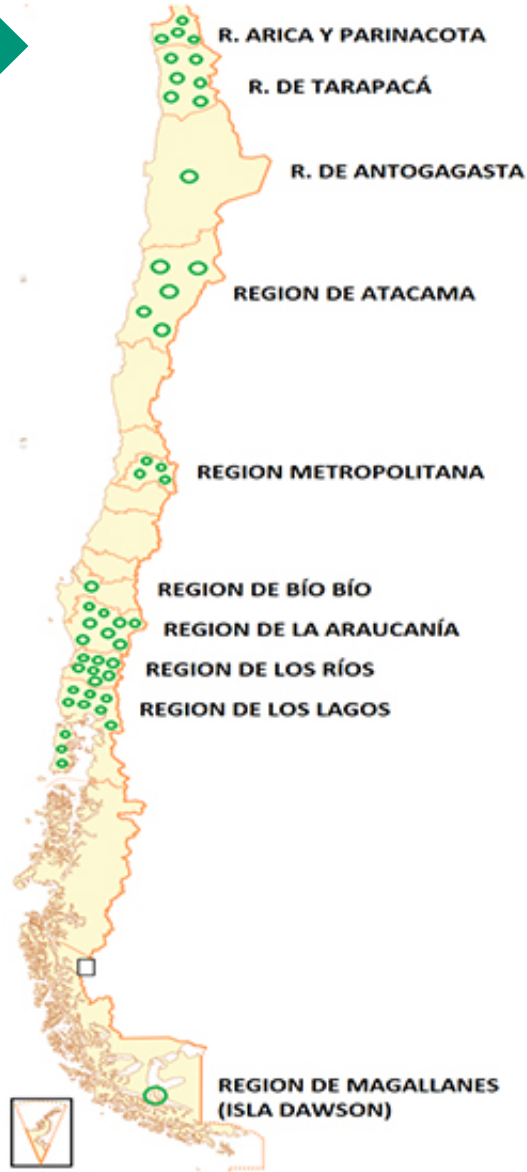 R. ARICA Y PARINACOTA
R. DE TARAPACÁ
R. DE ANTOGAGASTA
REGION DE ATACAMA
REGION METROPOLITANA
REGION DE BÍO BÍO
REGION DE LA ARAUCANÍA
REGION DE LOS RÍOS
REGION DE LOS LAGOS
REGION DE MAGALLANES
(ISLA DAWSON)